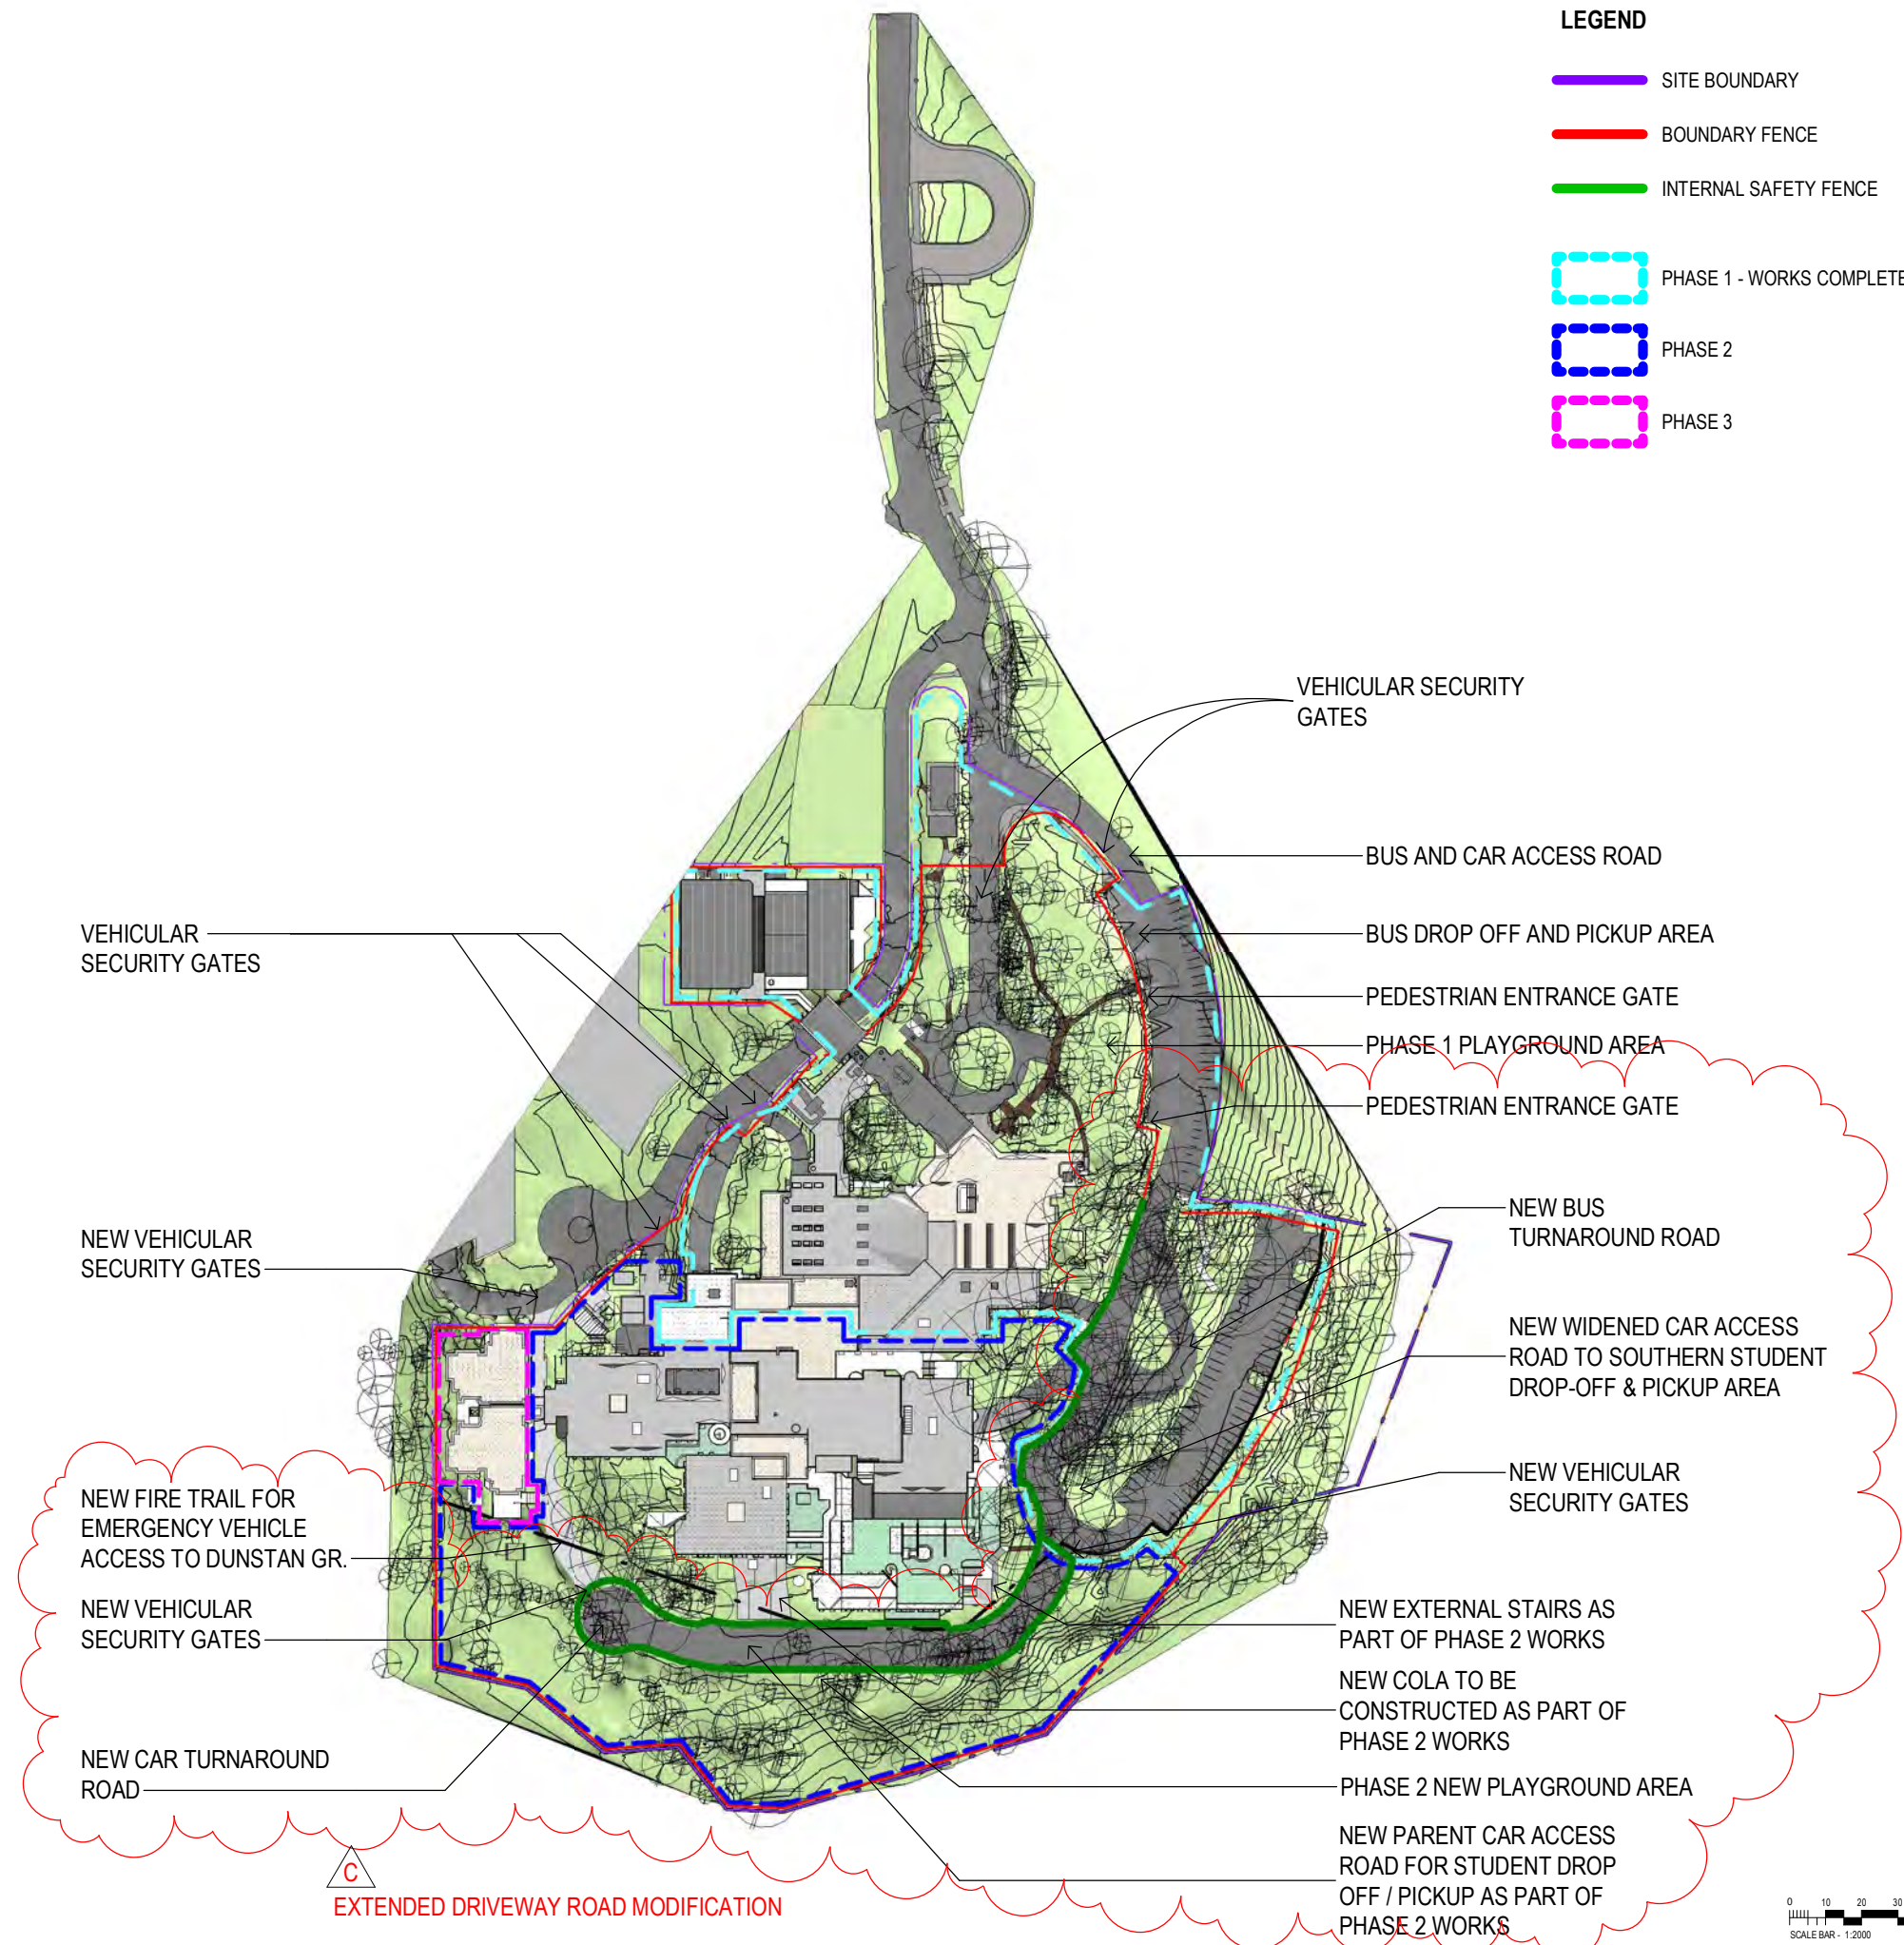 LEGEND
SITE BOUNDARY
BOUNDARY FENCE
INTERNAL SAFETY FENCE
PHASE 1 - WORKS COMPLETE
PHASE 2
PHASE 3
VEHICULAR SECURITY
GATES
BUS AND CAR ACCESS ROAD
BUS DROP OFF AND PICKUP AREA
PEDESTRIAN ENTRANCE GATE
PHASE 1 PLAYGROUND AREA
PEDESTRIAN ENTRANCE GATE
NEW BUS
TURNAROUND ROAD
NEW WIDENED CAR ACCESS
ROAD TO SOUTHERN STUDENT
DROP-OFF & PICKUP AREA
NEW VEHICULAR
SECURITY GATES
NEW EXTERNAL STAIRS AS
PART OF PHASE 2 WORKS
NEW COLA TO BE
CONSTRUCTED AS PART OF
PHASE 2 WORKS
PHASE 2 NEW PLAYGROUND AREA
NEW PARENT CAR ACCESS
ROAD FOR STUDENT DROP
OFF / PICKUP AS PART OF
PHASE 2 WORKS
VEHICULAR
SECURITY GATES
NEW VEHICULAR
SECURITY GATES
NEW FIRE TRAIL FOR
EMERGENCY VEHICLE
ACCESS TO DUNSTAN GR.
NEW VEHICULAR
SECURITY GATES
NEW CAR TURNAROUND
ROAD
C
EXTENDED DRIVEWAY ROAD MODIFICATION
0 10 20 30
SCALE BAR - 1:2000